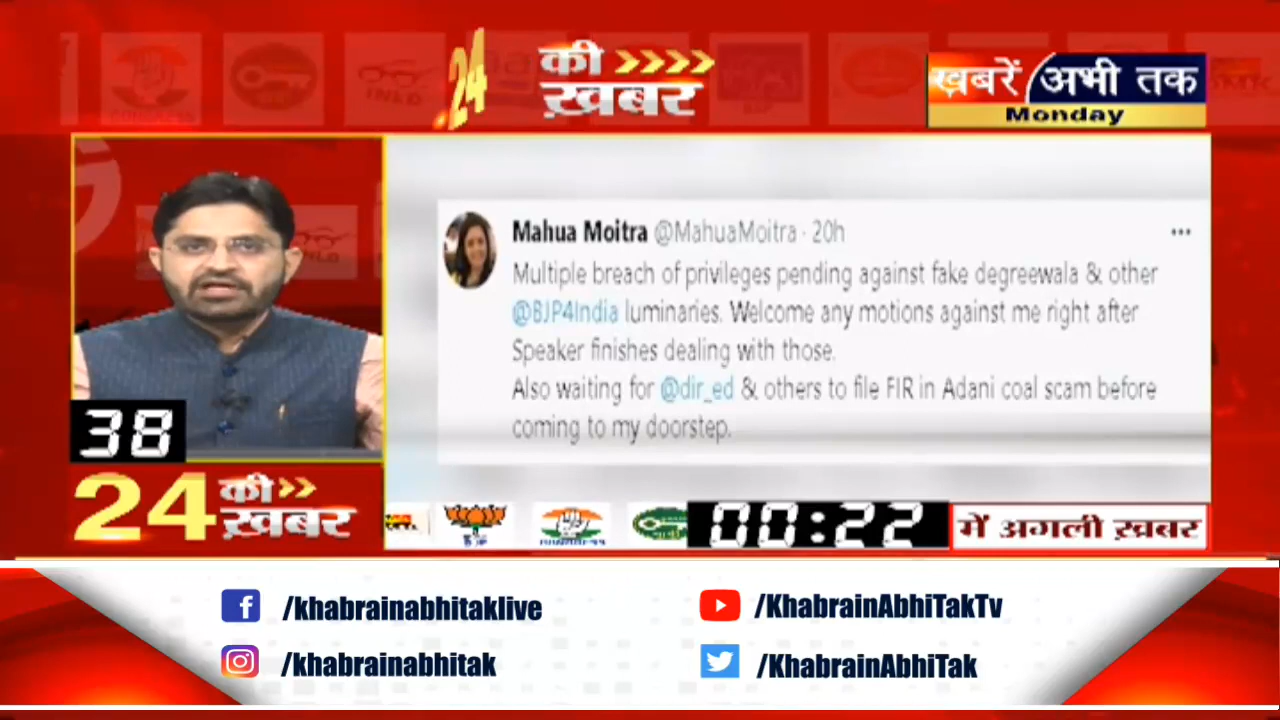 24
की
ख़बर
ख़बरें अभी तक
Monday
Mahua Moitra @MahuaMoitra · 20h
Multiple breach of privileges pending against fake degreewala & other
@BJP4India luminaries. Welcome any motions against me right after
Speaker finishes dealing with those.
Also waiting for @dir_ed & others to file FIR in Adani coal scam before
coming to my doorstep.
38
24 की
ख़बर
00:22
में अगली ख़बर
/khabrainabhitaklive
/KhabrainAbhiTakTv
/khabrainabhitak
/KhabrainAbhiTak